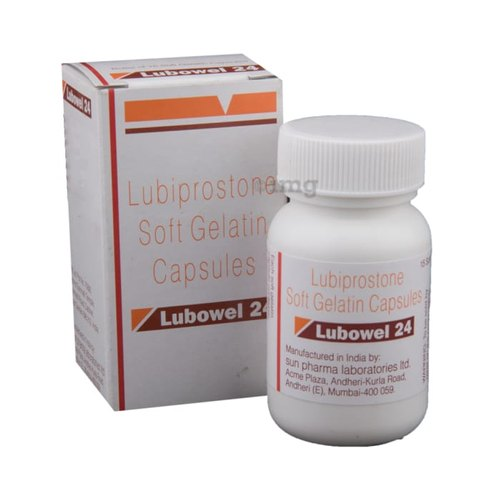 Lubowel 24
Lubowel 24
Lubiprostone
Soft Gelatin
Capsules
Lubiprostone
Soft Gelatin Capsules
Lubowel 24
Lubowel 24
Manufactured in India by:
sun pharma laboratories ltd.
Acme Plaza, Andheri-Kurla Road,
Andheri (E), Mumbai-400 059.